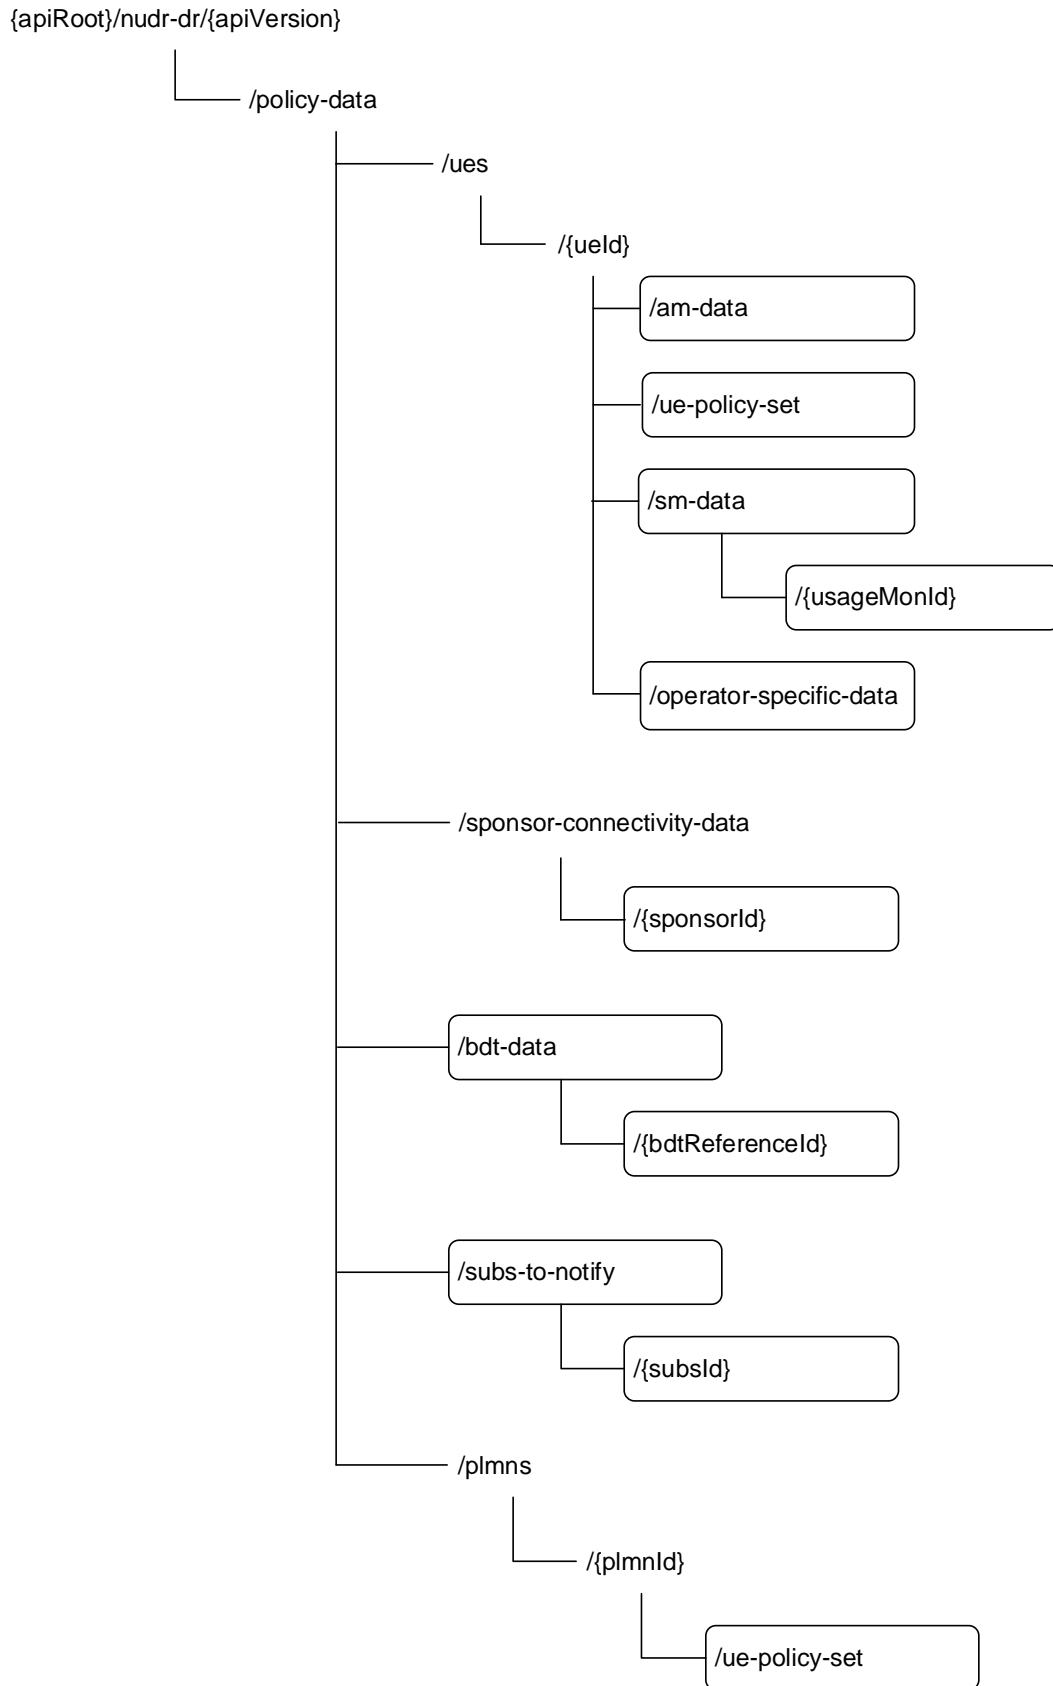 {apiRoot}/nudr-dr/{apiVersion}
/policy-data
/ues
/{ueId}
/am-data
/ue-policy-set
/sm-data
/{usageMonId}
/operator-specific-data
/sponsor-connectivity-data
/{sponsorId}
/bdt-data
/{bdtReferenceId}
/subs-to-notify
/{subsId}
/plmns
/{plmnId}
/ue-policy-set